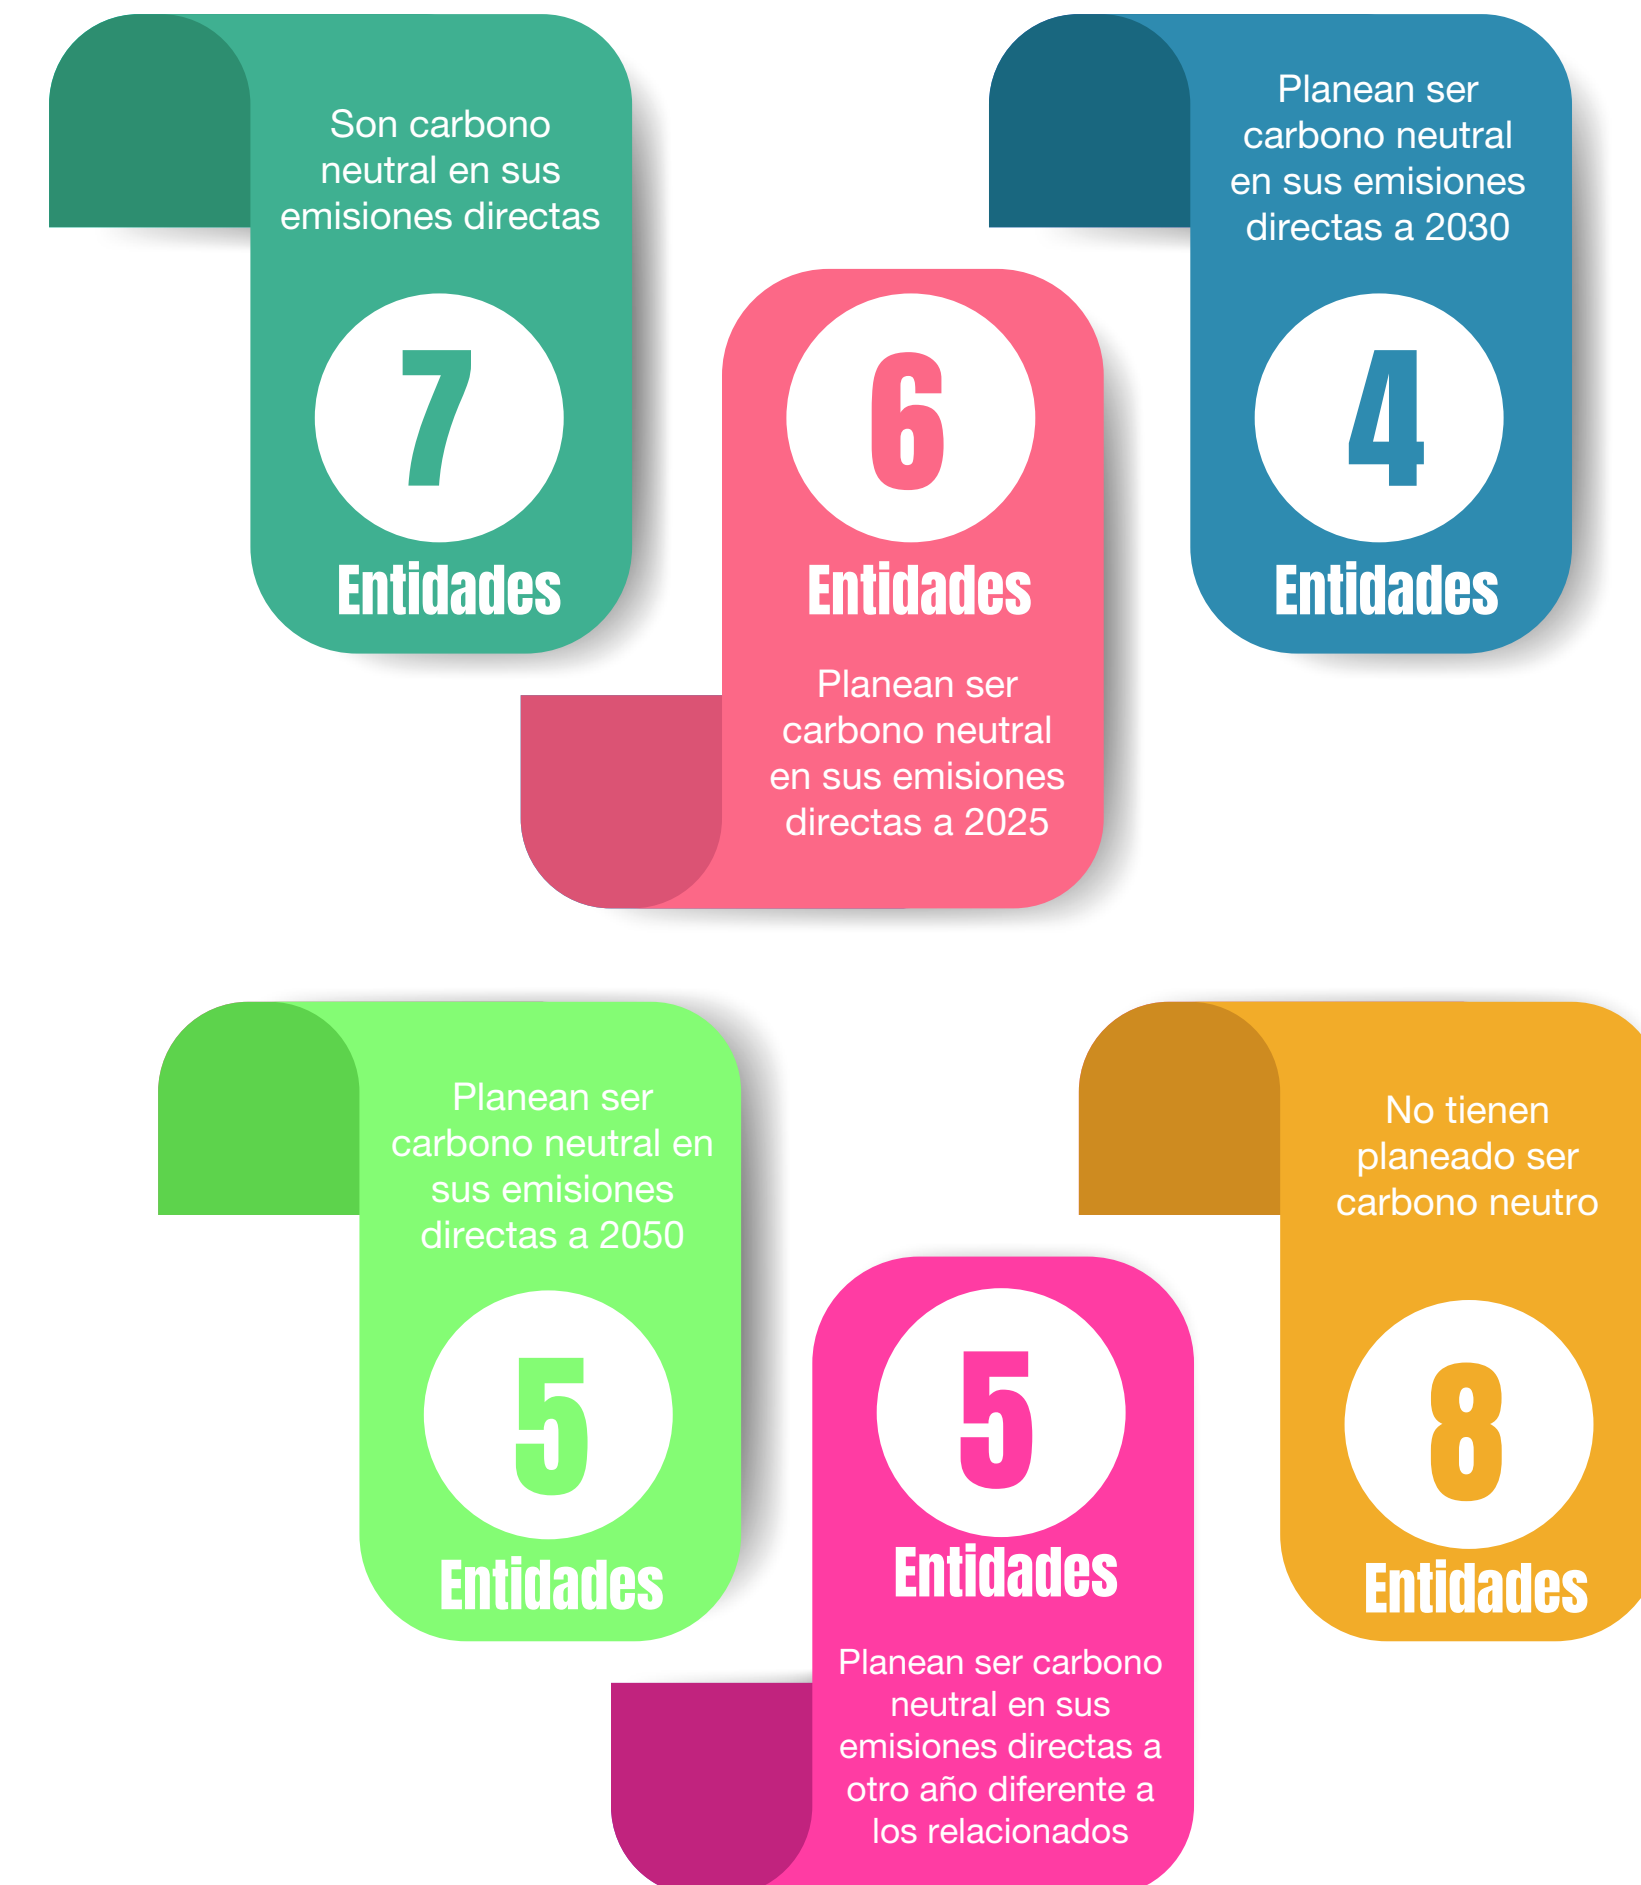 Son carbono
neutral en sus
emisiones directas
7
Entidades
6
Entidades
Planean ser
carbono neutral
en sus emisiones
directas a 2025
Planean ser
carbono neutral
en sus emisiones
directas a 2030
4
Entidades
Planean ser
carbono neutral en
sus emisiones
directas a 2050
5
Entidades
5
Entidades
Planean ser carbono
neutral en sus
emisiones directas a
otro año diferente a
los relacionados
No tienen
planeado ser
carbono neutro
8
Entidades